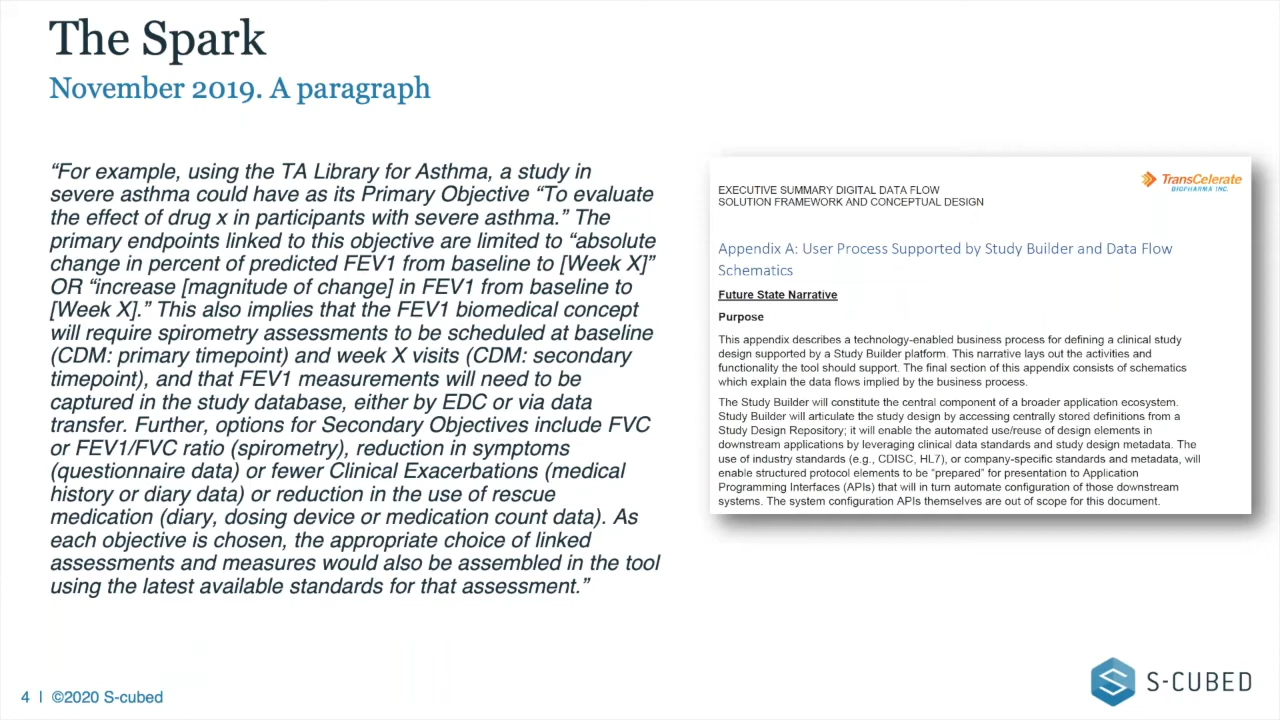 The Spark
November 2019. A paragraph
“For example, using the TA Library for Asthma, a study in
severe asthma could have as its Primary Objective “To evaluate
the effect of drug x in participants with severe asthma.” The
primary endpoints linked to this objective are limited to “absolute
change in percent of predicted FEV1 from baseline to [Week X]”
OR “increase [magnitude of change] in FEV1 from baseline to
[Week X].” This also implies that the FEV1 biomedical concept
will require spirometry assessments to be scheduled at baseline
(CDM: primary timepoint) and week X visits (CDM: secondary
timepoint), and that FEV1 measurements will need to be
captured in the study database, either by EDC or via data
transfer. Further, options for Secondary Objectives include FVC
or FEV1/FVC ratio (spirometry), reduction in symptoms
(questionnaire data) or fewer Clinical Exacerbations (medical
history or diary data) or reduction in the use of rescue
medication (diary, dosing device or medication count data). As
each objective is chosen, the appropriate choice of linked
assessments and measures would also be assembled in the tool
using the latest available standards for that assessment.”
TransCelerate
BIOPHARMA INC.
EXECUTIVE SUMMARY DIGITAL DATA FLOW
SOLUTION FRAMEWORK AND CONCEPTUAL DESIGN
Appendix A: User Process Supported by Study Builder and Data Flow
Schematics
Future State Narrative
Purpose
This appendix describes a technology-enabled business process for defining a clinical study
design supported by a Study Builder platform. This narrative lays out the activities and
functionality the tool should support. The final section of this appendix consists of schematics
which explain the data flows implied by the business process.
The Study Builder will constitute the central component of a broader application ecosystem.
Study Builder will articulate the study design by accessing centrally stored definitions from a
Study Design Repository; it will enable the automated use/reuse of design elements in
downstream applications by leveraging clinical data standards and study design metadata. The
use of industry standards (e.g., CDISC, HL7), or company-specific standards and metadata, will
enable structured protocol elements to be “prepared” for presentation to Application
Programming Interfaces (APIs) that will in turn automate configuration of those downstream
systems. The system configuration APIs themselves are out of scope for this document.
4 | ©2020 S-cubed
S-CUBED